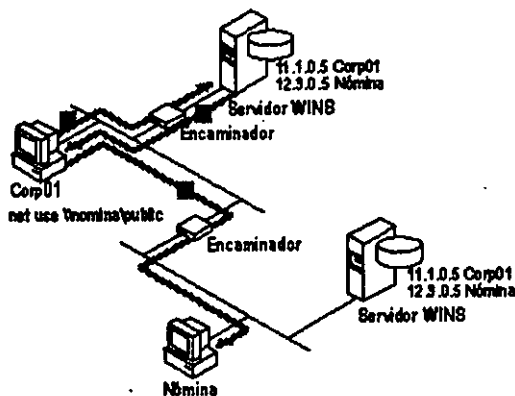 11.1.0.5 Corp01
12.3.0.5 Nómina
Servidor WINS
Encaminador
Corp01
net use \\nomina\public
Encaminador
11.1.0.5 Corp01
12.3.0.5 Nómina
Servidor WINS
Nómina